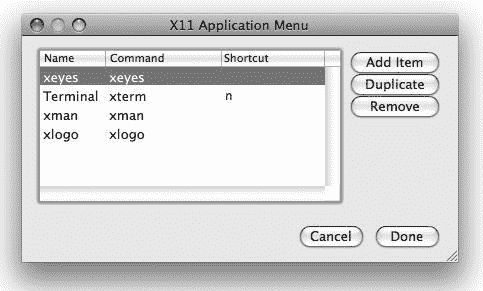 X11 Application Menu
Name Command Shortcut
xeyes xeyes
Terminal xterm n
xman xman
xlogo xlogo
Add Item
Duplicate
Remove
Cancel Done